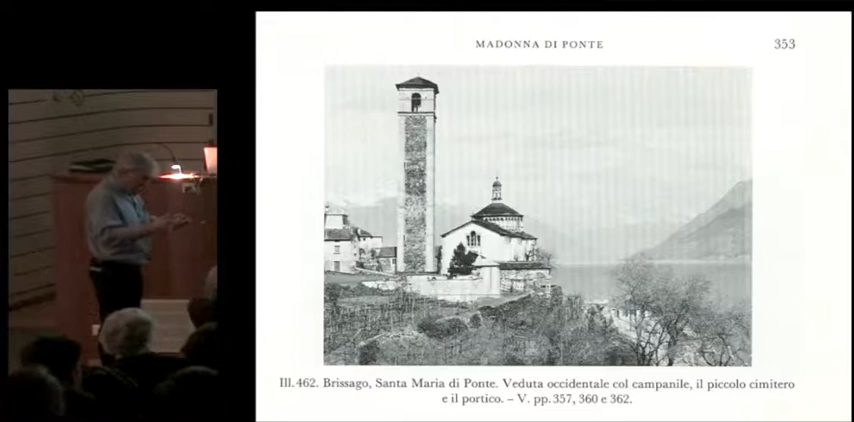 MADONNA DI PONTE 353
Ill. 462. Brissago, Santa Maria di Ponte. Veduta occidentale col campanile, il piccolo cimitero
e il portico. – V. pp. 357, 360 e 362.